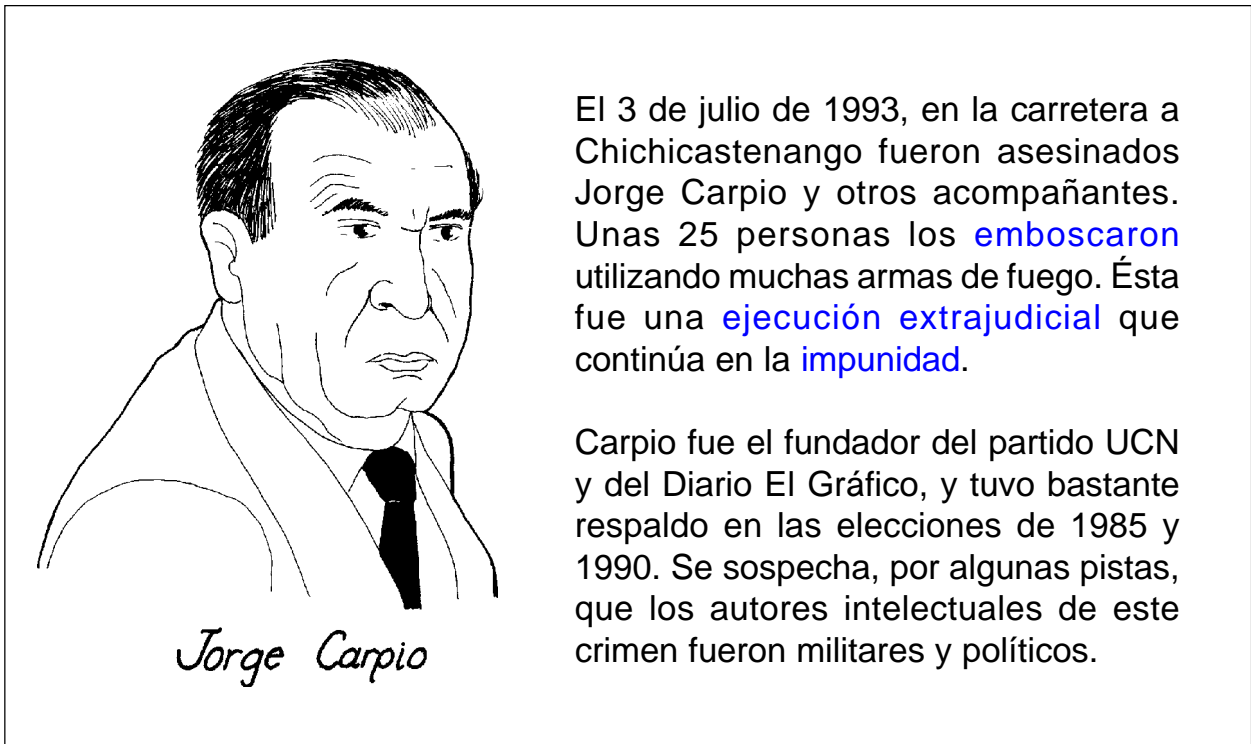 El 3 de julio de 1993, en la carretera a
Chichicastenango fueron asesinados
Jorge Carpio y otros acompañantes.
Unas 25 personas los emboscaron
utilizando muchas armas de fuego. Ésta
fue una ejecución extrajudicial que
continúa en la impunidad.
Carpio fue el fundador del partido UCN
y del Diario El Gráfico, y tuvo bastante
respaldo en las elecciones de 1985 y
1990. Se sospecha, por algunas pistas,
que los autores intelectuales de este
crimen fueron militares y políticos.
Jorge Carpio